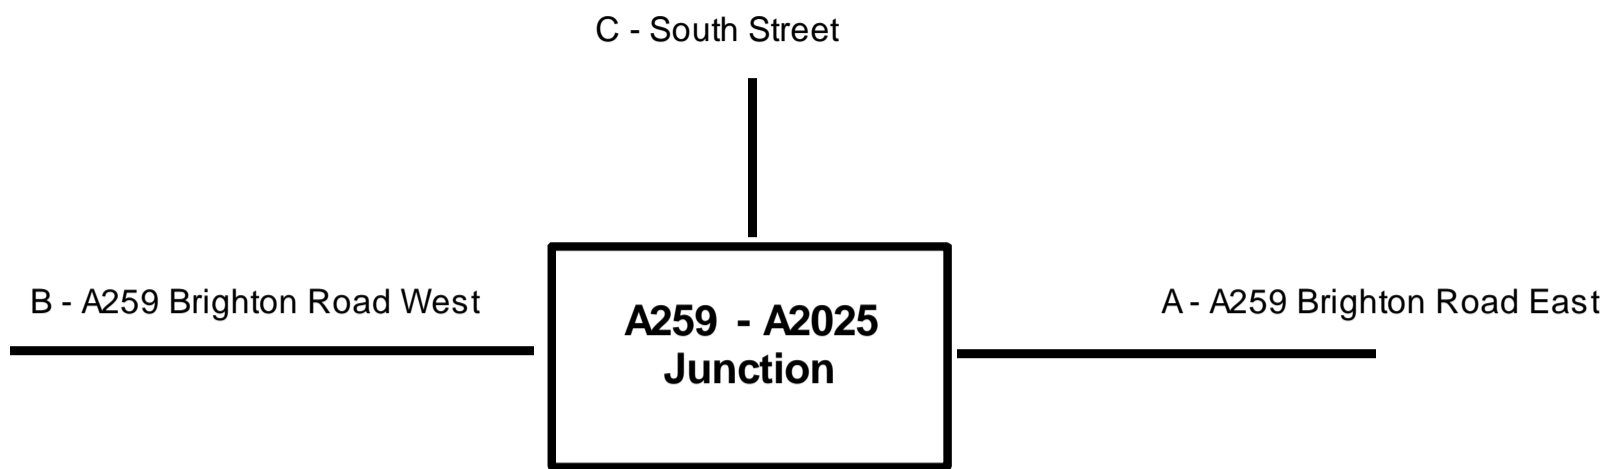 C - South Street
B - A259 Brighton Road West
A - A259 Brighton Road East
A259 - A2025
Junction